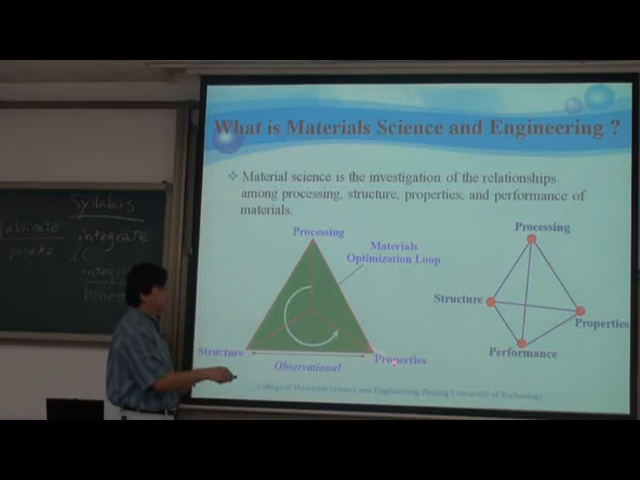 What is Materials Science and Engineering ?
Material science is the investigation of the relationships
among processing, structure, properties, and performance of
materials.
Processing
Materials
Optimization Loop
Structure
Properties
Observational
Processing
Structure
Properties
Performance
College of Materials Science and Engineering, Beijing University of Technology
Syllabus
integrate
make
I C